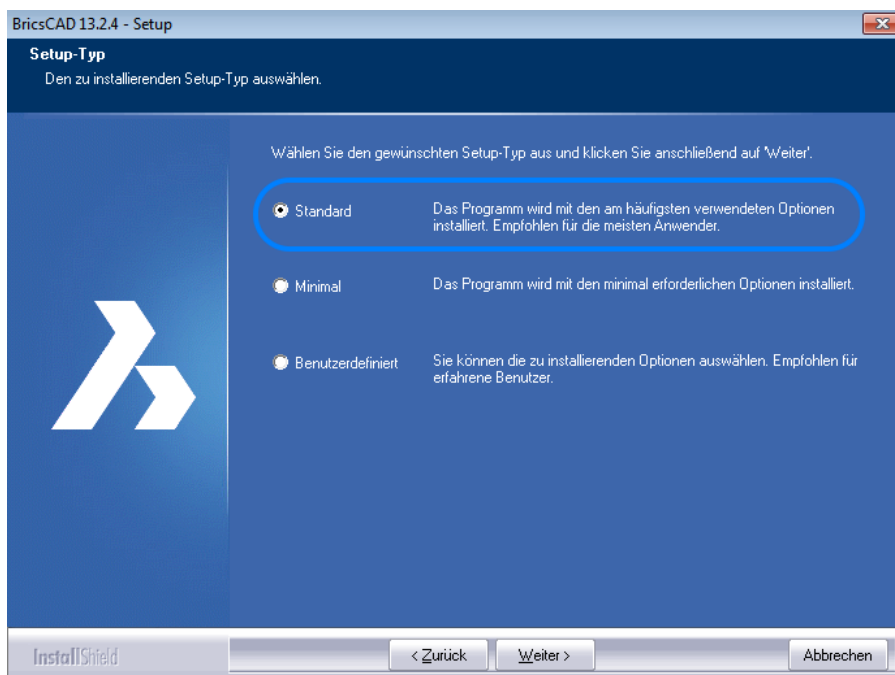 BricsCAD 13.2.4 - Setup
Setup-Typ
Den zu installierenden Setup-Typ auswählen.
Wählen Sie den gewünschten Setup-Typ aus und klicken Sie anschließend auf 'Weiter'.
Standard
Das Programm wird mit den am häufigsten verwendeten Optionen
installiert. Empfohlen für die meisten Anwender.
Minimal
Das Programm wird mit den minimal erforderlichen Optionen installiert.
Benutzerdefiniert
Sie können die zu installierenden Optionen auswählen. Empfohlen für
erfahrene Benutzer.
InstallShield
< Zurück
Weiter >
Abbrechen